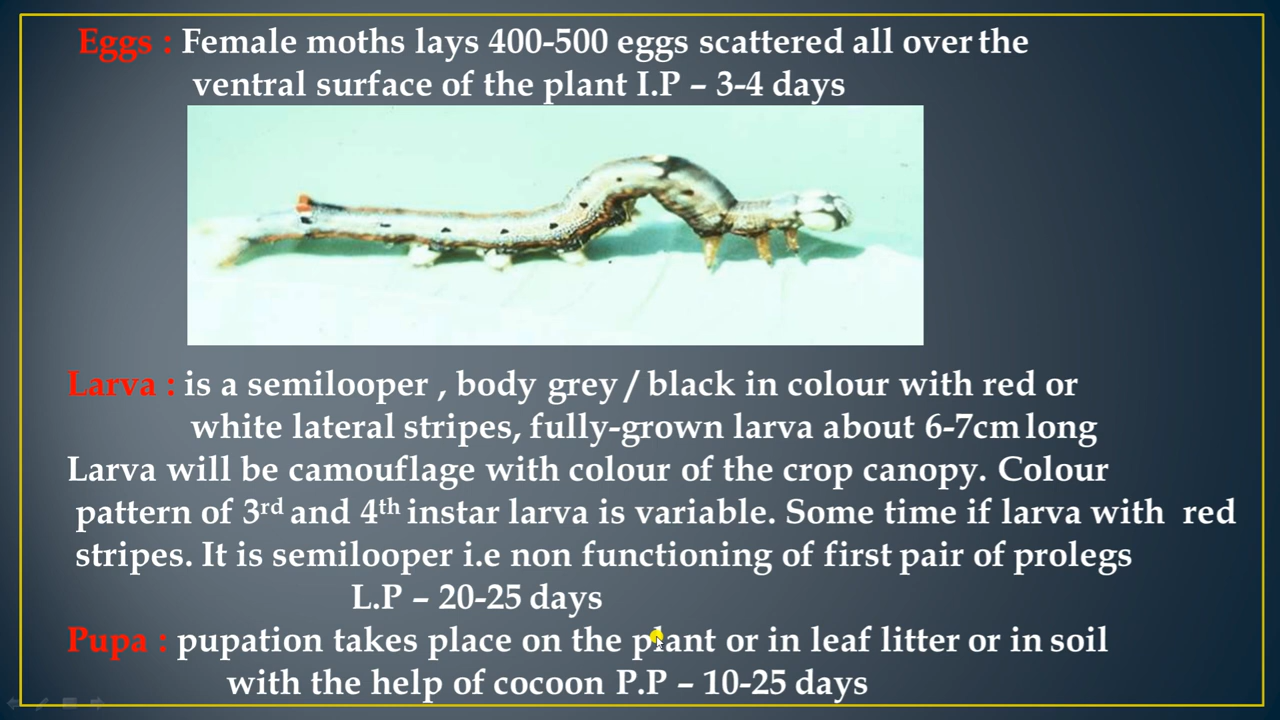 Eggs : Female moths lays 400-500 eggs scattered all over the
ventral surface of the plant I.P – 3-4 days
Larva : is a semilooper , body grey / black in colour with red or
white lateral stripes, fully-grown larva about 6-7cm long
Larva will be camouflage with colour of the crop canopy. Colour
pattern of 3rd and 4th instar larva is variable. Some time if larva with red
stripes. It is semilooper i.e non functioning of first pair of prolegs
L.P – 20-25 days
Pupa : pupation takes place on the plant or in leaf litter or in soil
with the help of cocoon P.P – 10-25 days